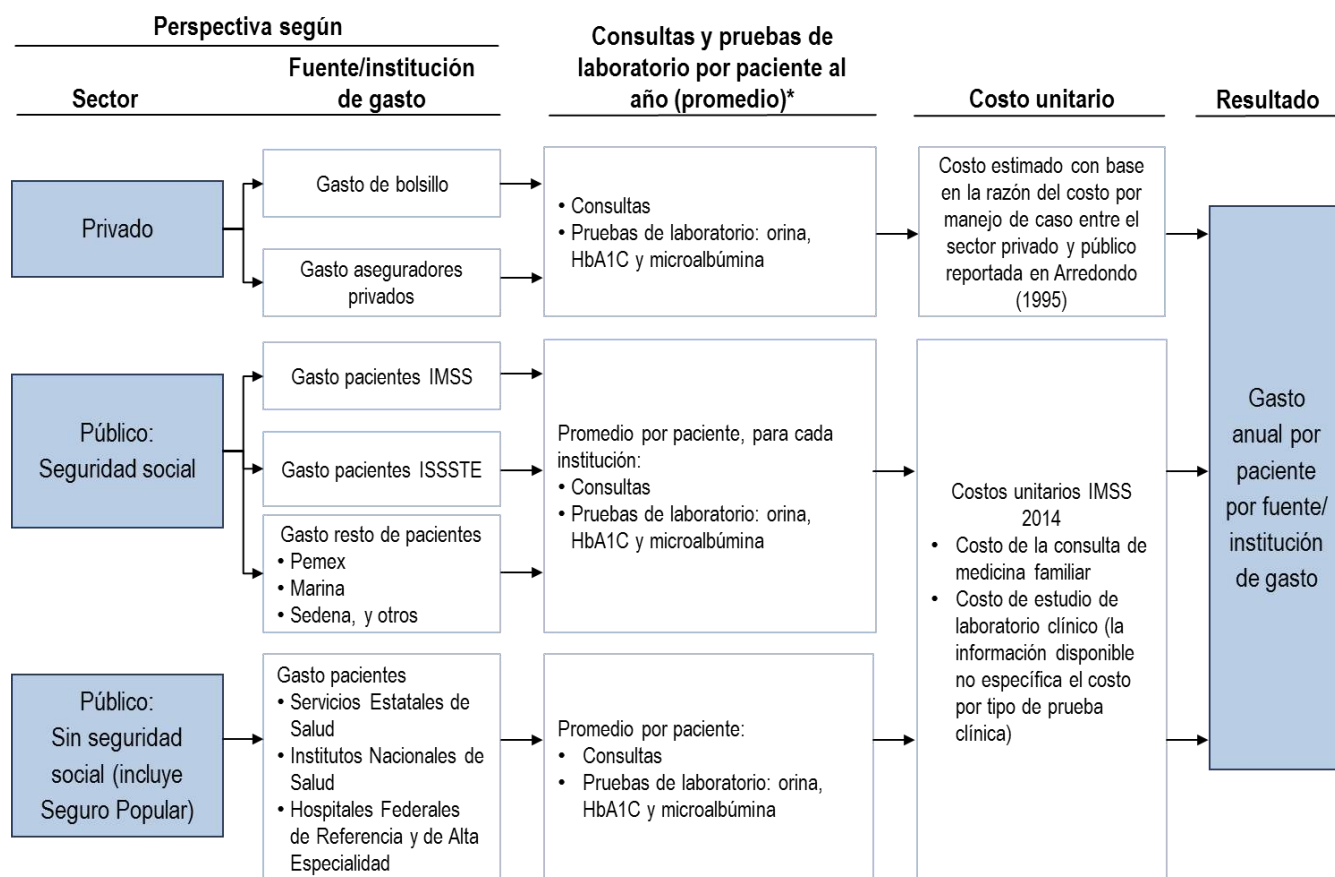 Perspectiva según
Sector
Fuente/institución
de gasto
Consultas y pruebas de
laboratorio por paciente al
año (promedio)*
Costo unitario
Resultado
Privado
Gasto de bolsillo
Gasto aseguradores
privados
• Consultas
• Pruebas de laboratorio: orina,
HbA1C y microalbúmina
Costo estimado con base
en la razón del costo por
manejo de caso entre el
sector privado y público
reportada en Arredondo
(1995)
Público:
Seguridad social
Gasto pacientes IMSS
Gasto pacientes ISSSTE
Gasto resto de pacientes
• Pemex
• Marina
• Sedena, y otros
Promedio por paciente, para cada
institución:
• Consultas
• Pruebas de laboratorio: orina,
HbA1C y microalbúmina
Costos unitarios IMSS
2014
• Costo de la consulta de
medicina familiar
• Costo de estudio de
laboratorio clínico (la
información disponible
no específica el costo
por tipo de prueba
clínica)
Gasto
anual por
paciente
por fuente/
institución
de gasto
Público:
Sin seguridad
social (incluye
Seguro Popular)
Gasto pacientes
• Servicios Estatales de
Salud
• Institutos Nacionales de
Salud
• Hospitales Federales
de Referencia y de Alta
Especialidad
Promedio por paciente:
• Consultas
• Pruebas de laboratorio: orina,
HbA1C y microalbúmina